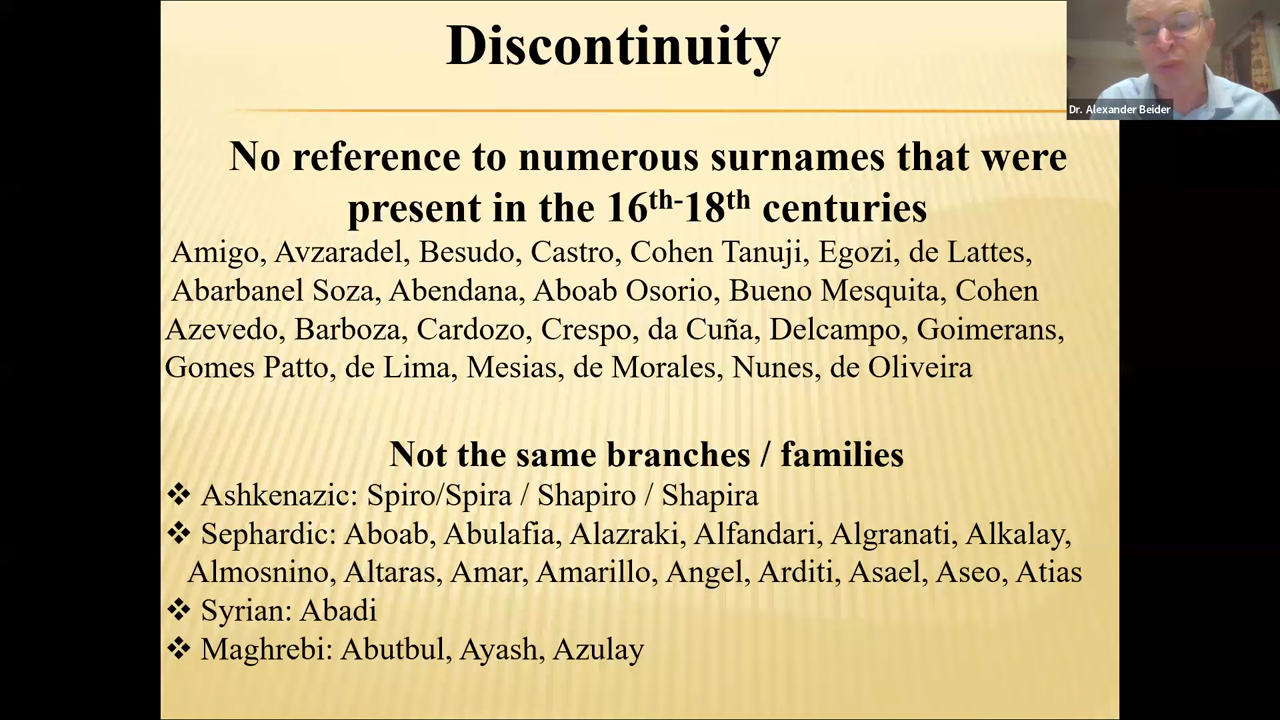 Discontinuity
Dr. Alexander Beider
No reference to numerous surnames that were
present in the 16th-18th centuries
Amigo, Avzaradel, Besudo, Castro, Cohen Tanuji, Egozi, de Lattes,
Abarbanel Soza, Abendana, Aboab Osorio, Bueno Mesquita, Cohen
Azevedo, Barboza, Cardozo, Crespo, da Cuña, Delcampo, Goimerans,
Gomes Patto, de Lima, Mesias, de Morales, Nunes, de Oliveira
Not the same branches / families
❖ Ashkenazic: Spiro/Spira / Shapiro / Shapira
❖ Sephardic: Aboab, Abulafia, Alazraki, Alfandari, Algranati, Alkalay,
Almosnino, Altaras, Amar, Amarillo, Angel, Arditi, Asael, Aseo, Atias
❖ Syrian: Abadi
❖ Maghrebi: Abutbul, Ayash, Azulay